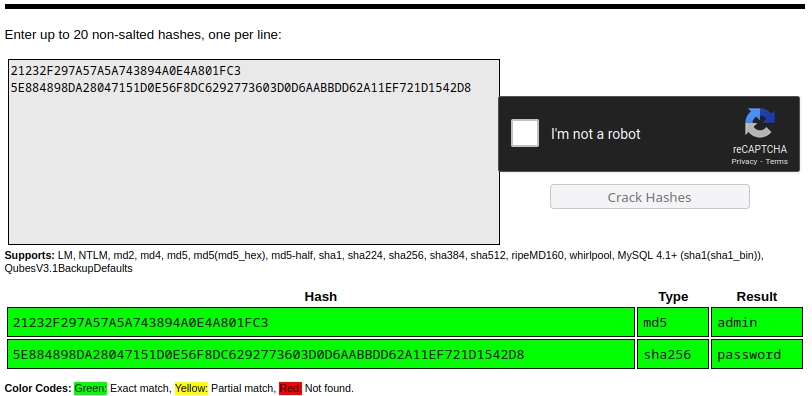 Enter up to 20 non-salted hashes, one per line:
21232F297A57A5A743894A0E4A801FC3
5E884898DA28047151D0E56F8DC6292773603D0D6AABBDD62A11EF721D1542D8
I'm not a robot
reCAPTCHA
Privacy - Terms
Crack Hashes
Supports: LM, NTLM, md2, md4, md5, md5(md5_hex), md5-half, sha1, sha224, sha256, sha384, sha512, ripeMD160, whirlpool, MySQL 4.1+ (sha1(sha1_bin)),
QubesV3.1BackupDefaults
Hash Type Result
21232F297A57A5A743894A0E4A801FC3 md5 admin
5E884898DA28047151D0E56F8DC6292773603D0D6AABBDD62A11EF721D1542D8 sha256 password
Color Codes: Green: Exact match, Yellow: Partial match, Red: Not found.